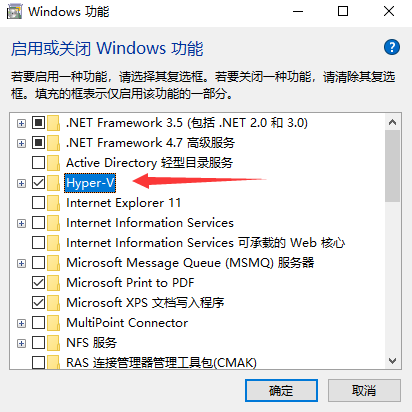 Windows 功能
启用或关闭 Windows 功能
若要启用一种功能，请选择其复选框。若要关闭一种功能，请清除其复选
框。填充的框表示仅启用该功能的一部分。
.NET Framework 3.5 (包括 .NET 2.0 和 3.0)
.NET Framework 4.7 高级服务
Active Directory 轻型目录服务
Hyper-V
Internet Explorer 11
Internet Information Services
Internet Information Services 可承载的 Web 核心
Microsoft Message Queue (MSMQ) 服务器
Microsoft Print to PDF
Microsoft XPS 文档写入程序
MultiPoint Connector
NFS 服务
RAS 连接管理器管理工具包(CMAK)
确定
取消